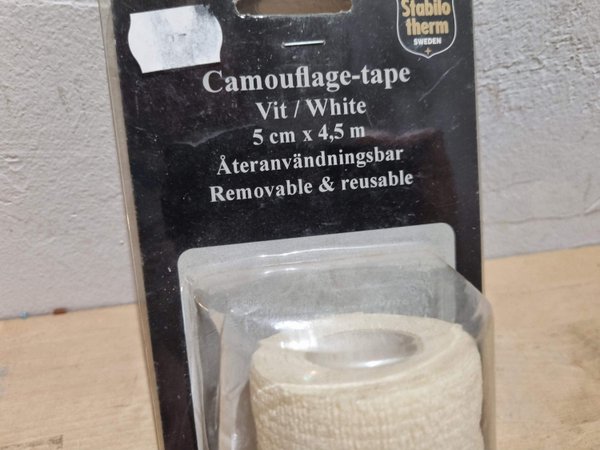 Stabilo
therm
SWEDEN
Camouflage-tape
Vit / White
5 cm x 4,5 m
Återanvändningsbar
Removable & reusable